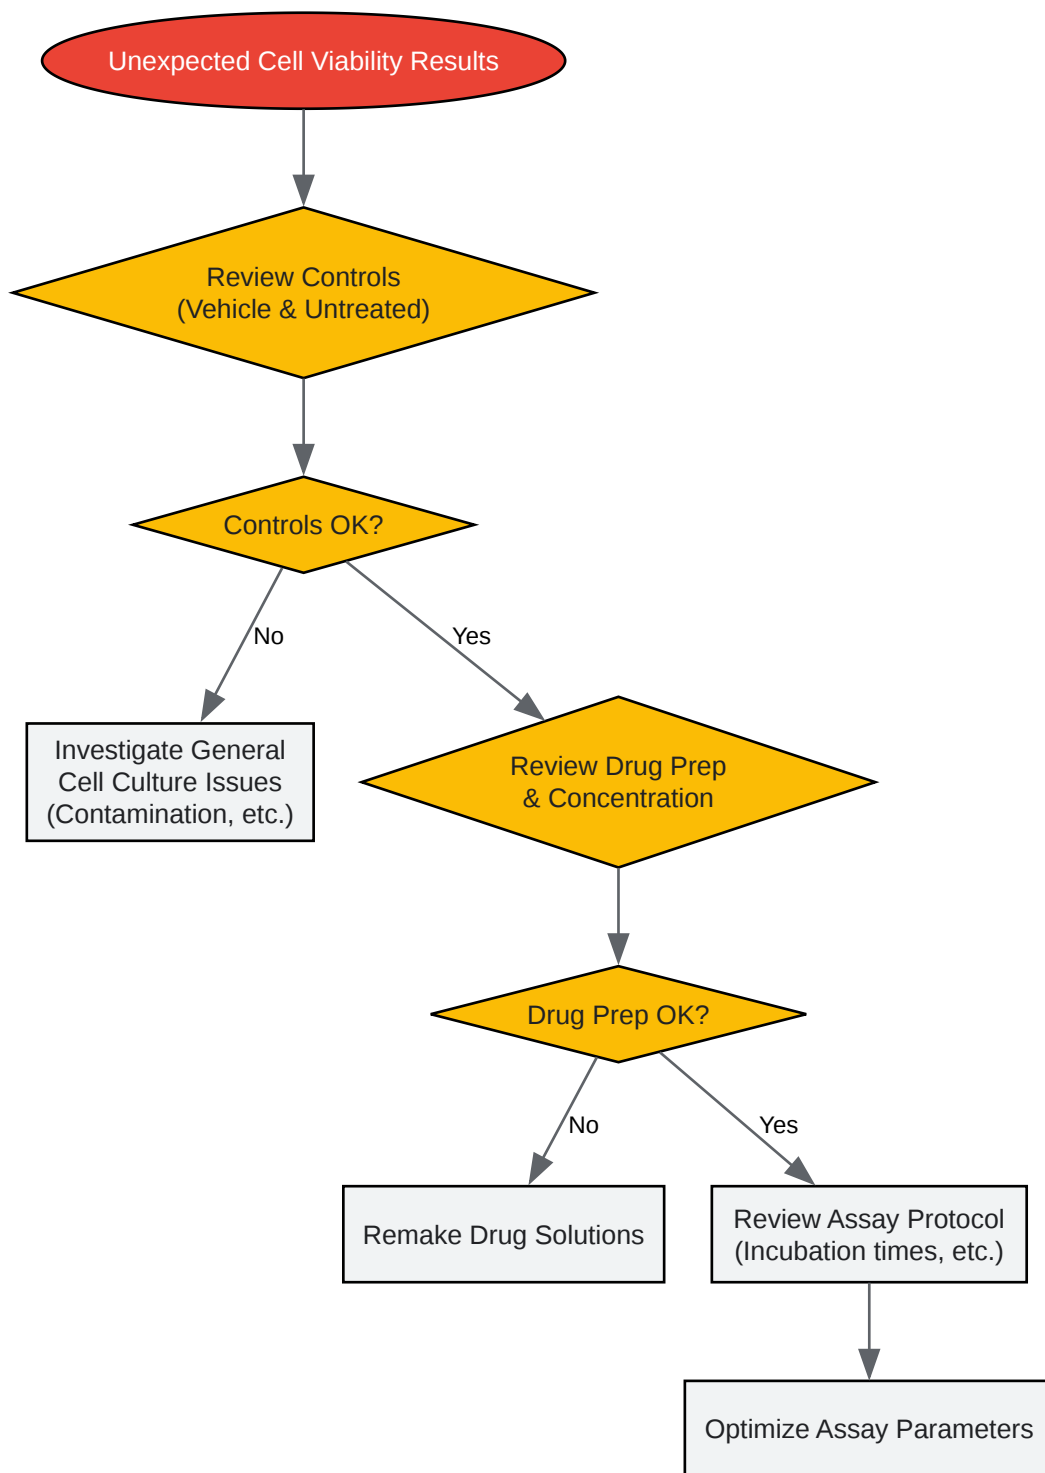 Unexpected Cell Viability Results
Review Controls
(Vehicle & Untreated)
Controls OK?
No
Yes
Investigate General
Cell Culture Issues
(Contamination, etc.)
Review Drug Prep
& Concentration
Drug Prep OK?
No
Yes
Remake Drug Solutions
Review Assay Protocol
(Incubation times, etc.)
Optimize Assay Parameters